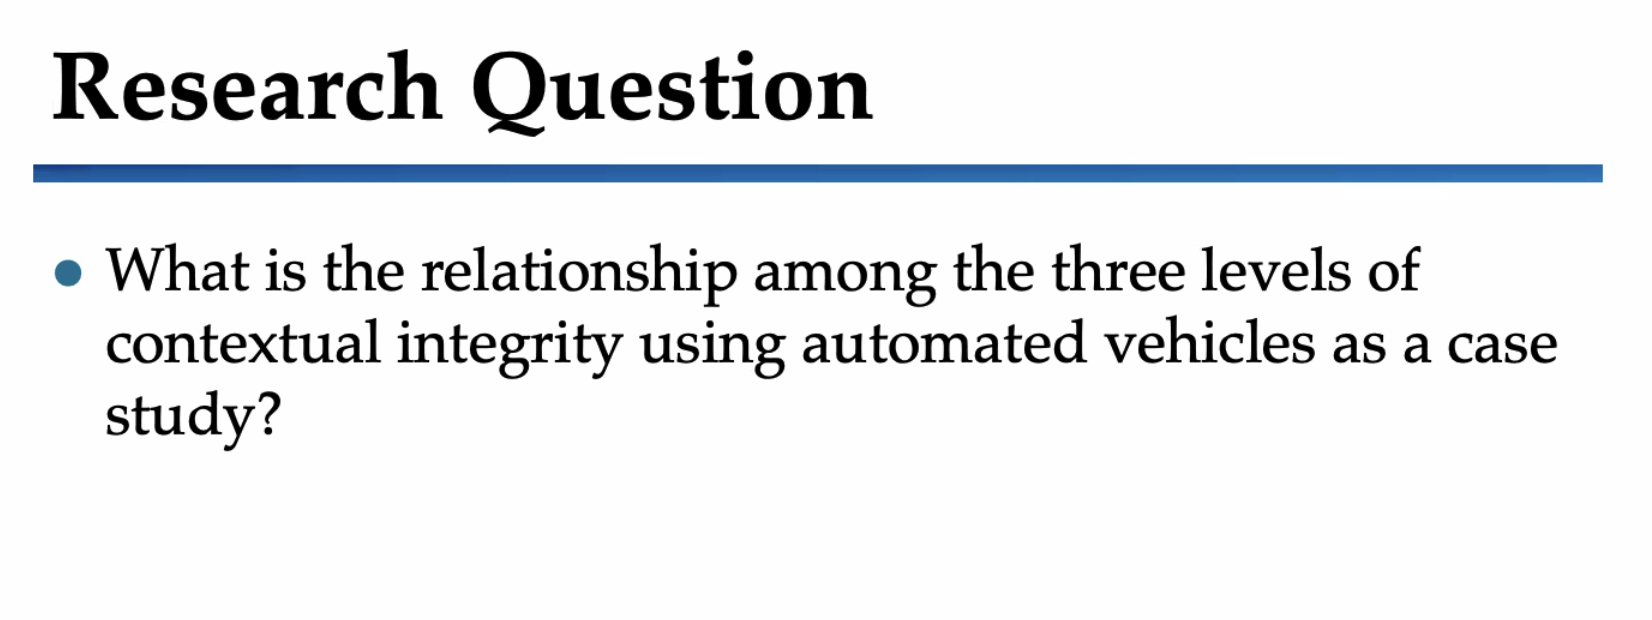 Research Question
• What is the relationship among the three levels of
contextual integrity using automated vehicles as a case
study?